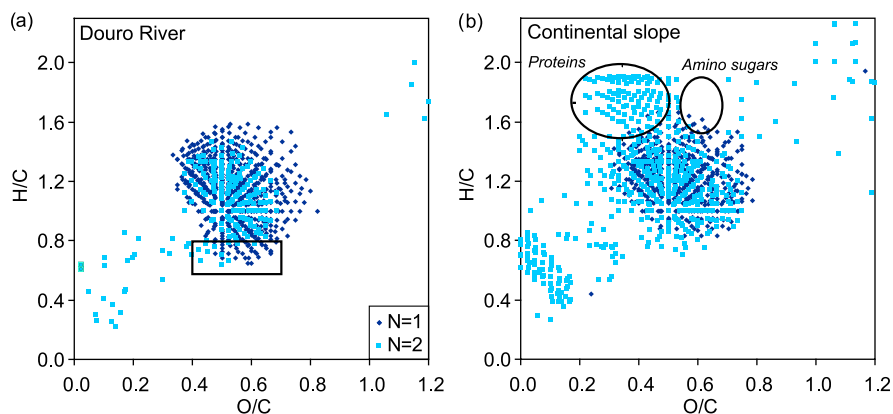 (a)
Douro River
H/C
2.0
1.6
1.2
0.8
0.4
0.0
0.0 0.2 0.4 0.6 0.8 1.0 1.2
O/C
N=1
N=2
(b)
Continental slope
Proteins
Amino sugars
H/C
2.0
1.6
1.2
0.8
0.4
0.0
0.0 0.2 0.4 0.6 0.8 1.0 1.2
O/C